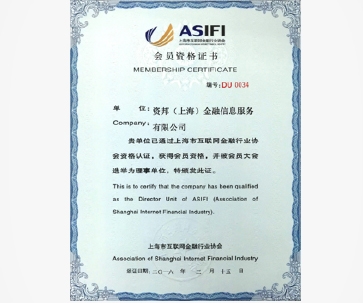 ASIFI
上海市互联网金融行业协会
会员资格证书
MEMBERSHIP CERTIFICATE
编号:DU 0034
单 位: 资邦（上海）金融信息服务
Company: 有限公司
贵单位已通过上海市互联网金融行业协
会资格认证，获得会员资格，并被会员大会
选举为理事单位，特颁发此证。
This is to certify that the company has been qualified
as the Director Unit of ASIFI (Association of
Shanghai Internet Financial Industry).
上海市互联网金融行业协会
Association of Shanghai Internet Financial Industry
发证日期:二〇一八 年 二 月 十五 日